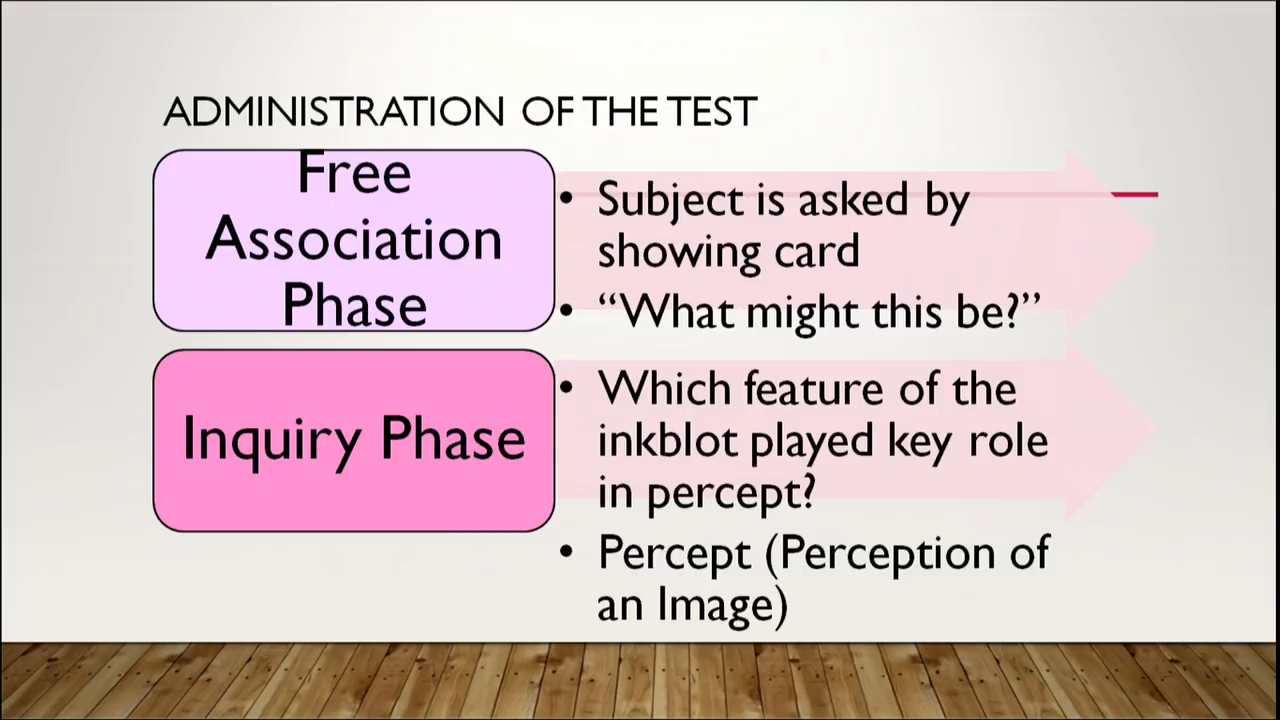 ADMINISTRATION OF THE TEST
Free
Association
Phase
• Subject is asked by
showing card
• “What might this be?”
Inquiry Phase
• Which feature of the
inkblot played key role
in percept?
• Percept (Perception of
an Image)